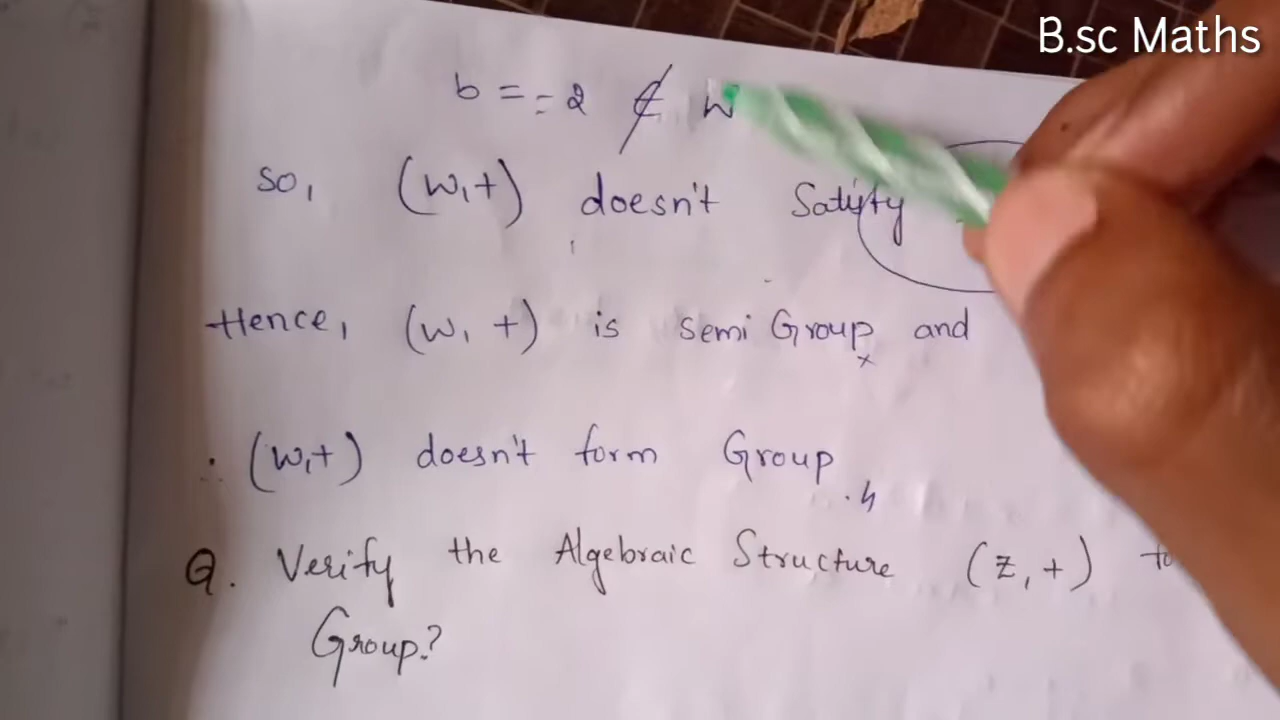 B.sc Maths
b = -2 ∉ W
So, (W,+) doesn't Satisfy
Hence, (W, +) is semi Group and
∴ (W,+) doesn't form Group.
Q. Verify the Algebraic Structure (Z, +) to
Group.?